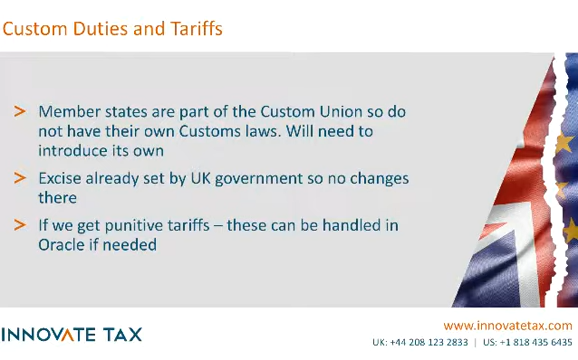 Custom Duties and Tariffs
> Member states are part of the Custom Union so do
not have their own Customs laws. Will need to
introduce its own
> Excise already set by UK government so no changes
there
> If we get punitive tariffs – these can be handled in
Oracle if needed
INNOVATE TAX
www.innovatetax.com
UK: +44 208 123 2833 | US: +1 818 435 6435